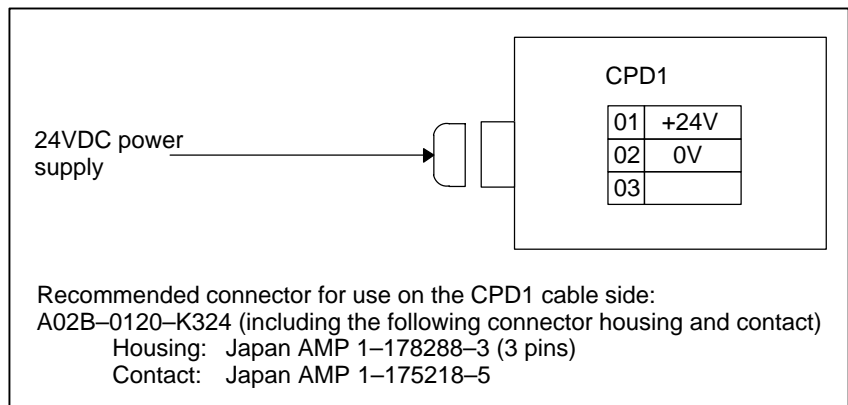 CPD1
01 +24V
02 0V
03
24VDC power
supply
Recommended connector for use on the CPD1 cable side:
A02B–0120–K324 (including the following connector housing and contact)
Housing: Japan AMP 1–178288–3 (3 pins)
Contact: Japan AMP 1–175218–5